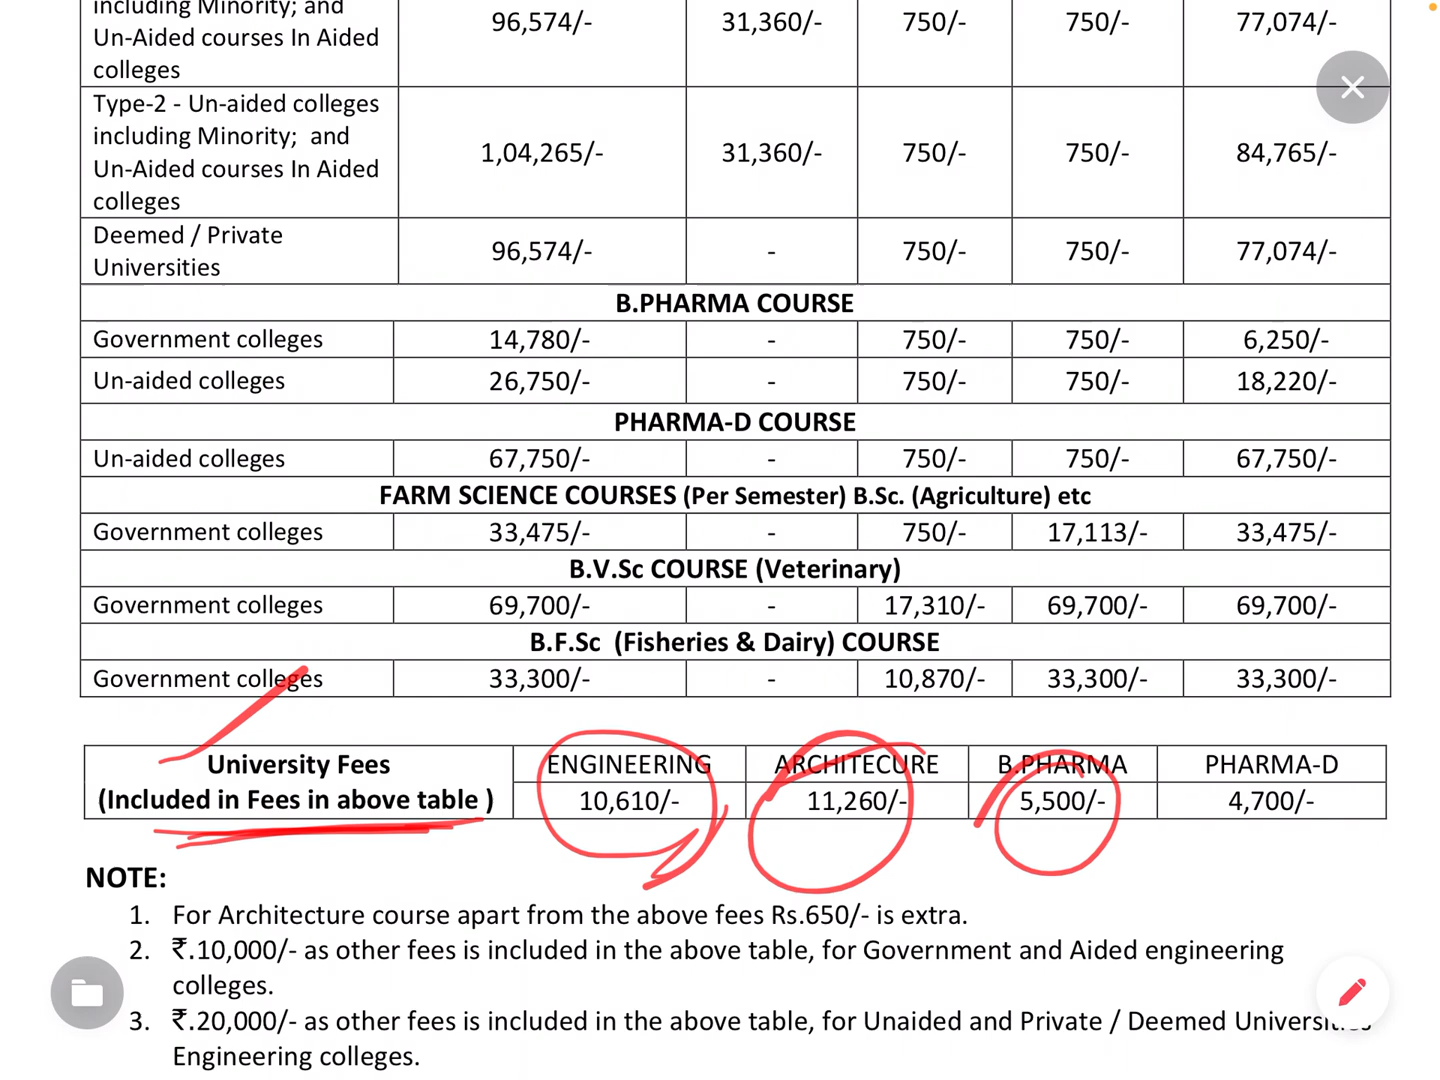 including Minority; and
Un-Aided courses In Aided
colleges
96,574/- 31,360/- 750/- 750/- 77,074/-
Type-2 - Un-aided colleges
including Minority; and
Un-Aided courses In Aided
colleges
1,04,265/- 31,360/- 750/- 750/- 84,765/-
Deemed / Private
Universities
96,574/- - 750/- 750/- 77,074/-
B.PHARMA COURSE
Government colleges 14,780/- - 750/- 750/- 6,250/-
Un-aided colleges 26,750/- - 750/- 750/- 18,220/-
PHARMA-D COURSE
Un-aided colleges 67,750/- - 750/- 750/- 67,750/-
FARM SCIENCE COURSES (Per Semester) B.Sc. (Agriculture) etc
Government colleges 33,475/- - 750/- 17,113/- 33,475/-
B.V.Sc COURSE (Veterinary)
Government colleges 69,700/- - 17,310/- 69,700/- 69,700/-
B.F.Sc (Fisheries & Dairy) COURSE
Government colleges 33,300/- - 10,870/- 33,300/- 33,300/-
University Fees
(Included in Fees in above table )
ENGINEERING ARCHITECURE B.PHARMA PHARMA-D
10,610/- 11,260/- 5,500/- 4,700/-
NOTE:
1. For Architecture course apart from the above fees Rs.650/- is extra.
2. ₹.10,000/- as other fees is included in the above table, for Government and Aided engineering
colleges.
3. ₹.20,000/- as other fees is included in the above table, for Unaided and Private / Deemed
Engineering colleges.